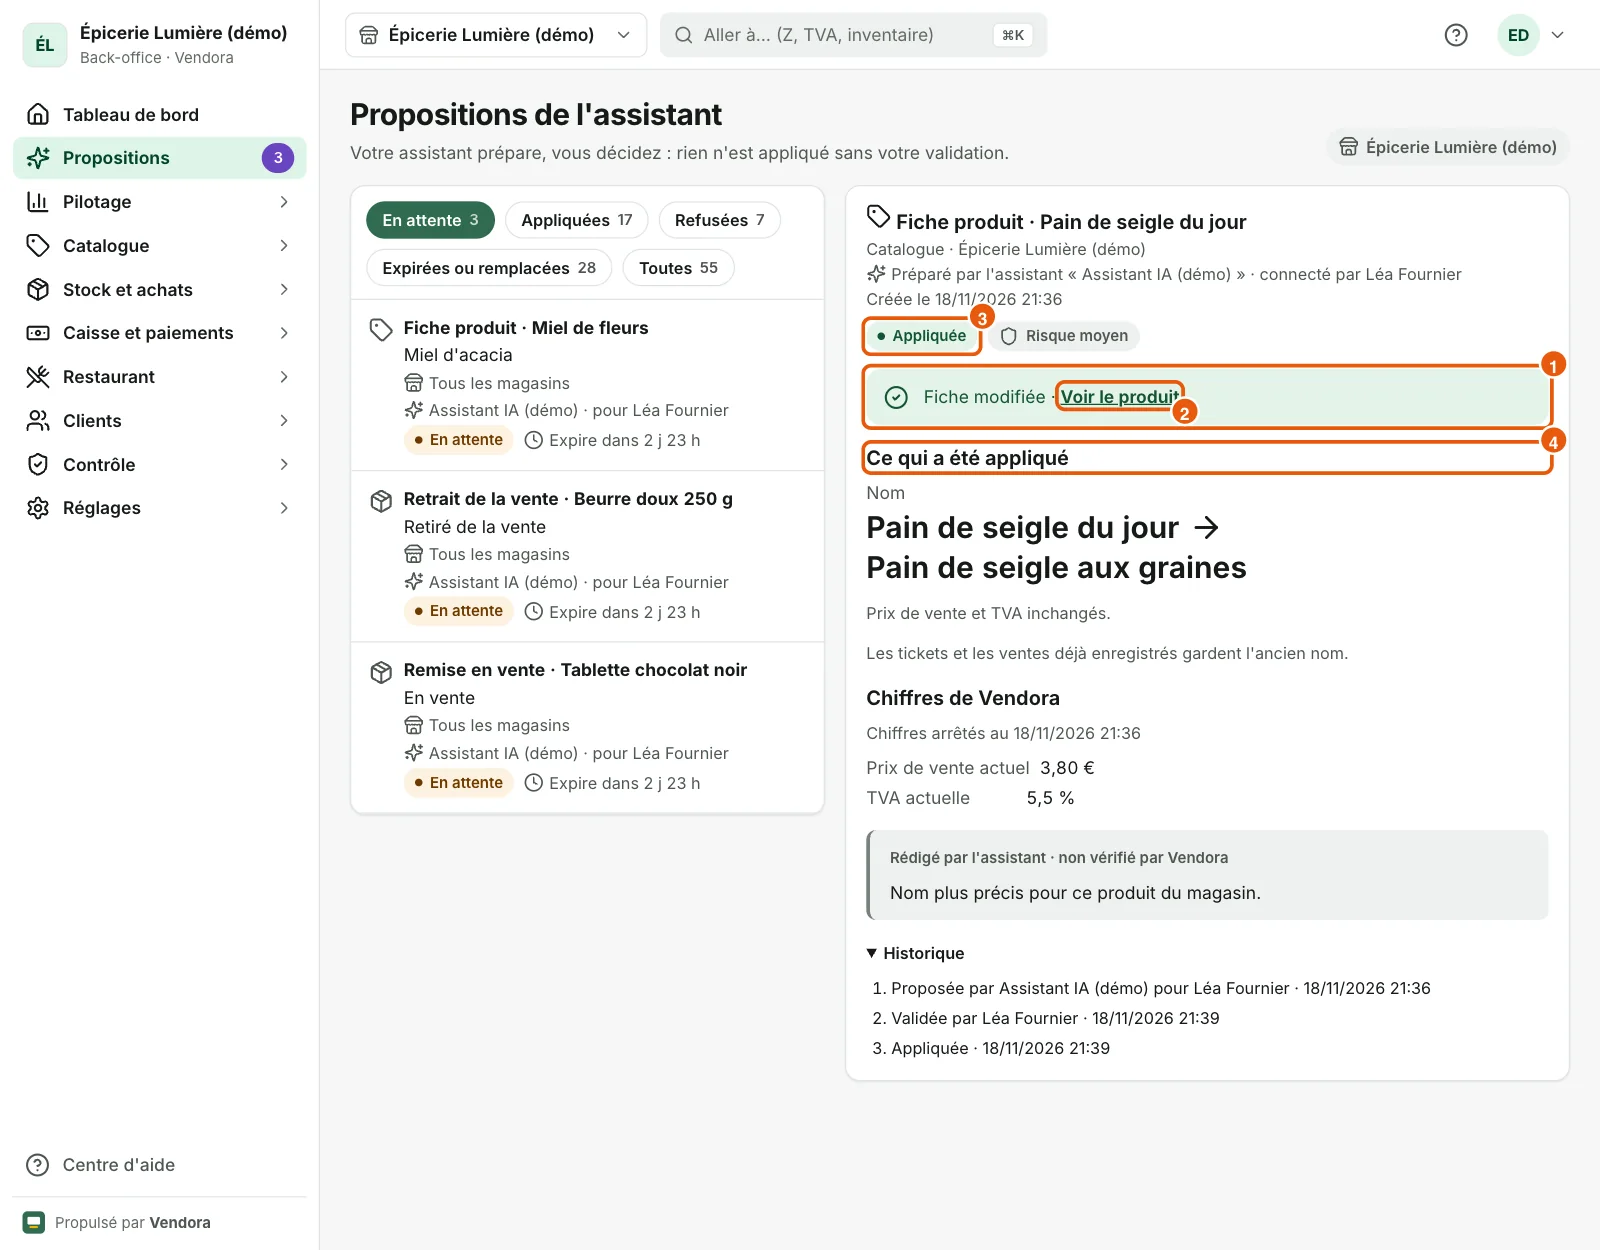 ÉL
Épicerie Lumière (démo)
Back-office · Vendora
Tableau de bord
Propositions 3
Pilotage
Catalogue
Stock et achats
Caisse et paiements
Restaurant
Clients
Contrôle
Réglages
Centre d'aide
Propulsé par Vendora
Épicerie Lumière (démo)
Aller à... (Z, TVA, inventaire) ⌘K
ED
Propositions de l'assistant
Votre assistant prépare, vous décidez : rien n'est appliqué sans votre validation.
Épicerie Lumière (démo)
En attente 3
Appliquées 17
Refusées 7
Expirées ou remplacées 28
Toutes 55
Fiche produit · Miel de fleurs
Miel d'acacia
Tous les magasins
Assistant IA (démo) · pour Léa Fournier
En attente
Expire dans 2 j 23 h
Retrait de la vente · Beurre doux 250 g
Retiré de la vente
Tous les magasins
Assistant IA (démo) · pour Léa Fournier
En attente
Expire dans 2 j 23 h
Remise en vente · Tablette chocolat noir
En vente
Tous les magasins
Assistant IA (démo) · pour Léa Fournier
En attente
Expire dans 2 j 23 h
Fiche produit · Pain de seigle du jour
Catalogue · Épicerie Lumière (démo)
Préparé par l'assistant « Assistant IA (démo) » · connecté par Léa Fournier
Créée le 18/11/2026 21:36
3
Appliquée
Risque moyen
1
Fiche modifiée · Voir le produit
2
4
Ce qui a été appliqué
Nom
Pain de seigle du jour →
Pain de seigle aux graines
Prix de vente et TVA inchangés.
Les tickets et les ventes déjà enregistrés gardent l'ancien nom.
Chiffres de Vendora
Chiffres arrêtés au 18/11/2026 21:36
Prix de vente actuel 3,80 €
TVA actuelle 5,5 %
Rédigé par l'assistant · non vérifié par Vendora
Nom plus précis pour ce produit du magasin.
Historique
1. Proposée par Assistant IA (démo) pour Léa Fournier · 18/11/2026 21:36
2. Validée par Léa Fournier · 18/11/2026 21:39
3. Appliquée · 18/11/2026 21:39